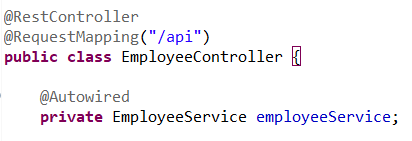 @RestController
@RequestMapping("/api")
public class EmployeeController {
@Autowired
private EmployeeService employeeService;